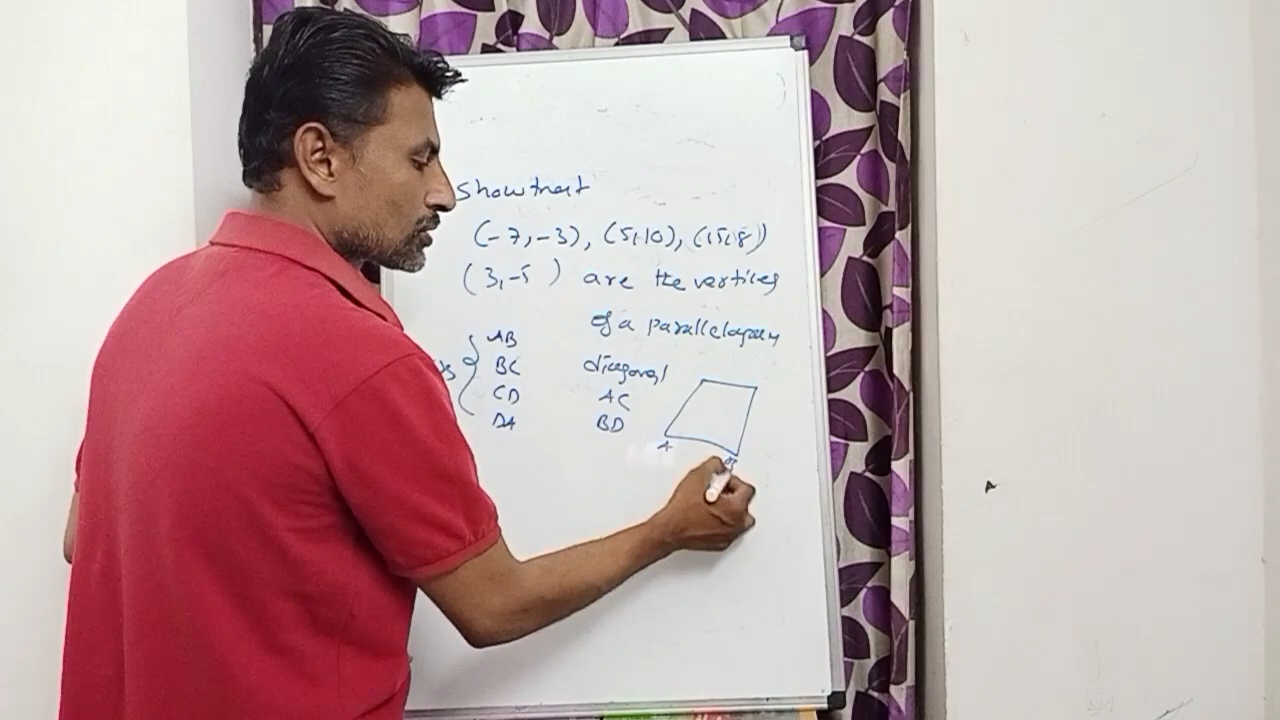 show that
(-7,-3), (5,10), (15,8)
(3,-5) are the vertices
of a parallelogram
AB
BC diagonal
CD AC
DA BD
A
B